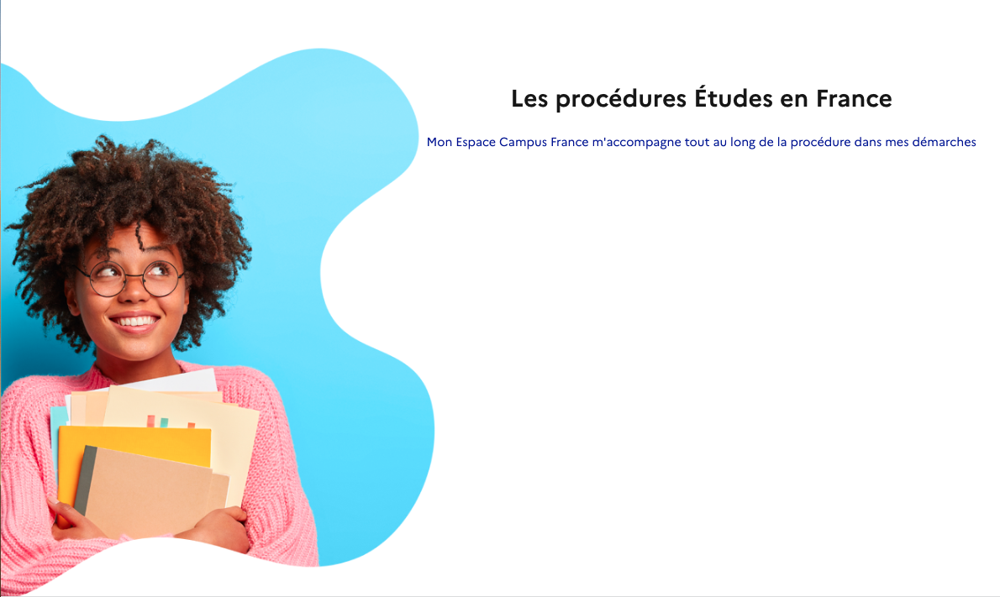 Les procédures Études en France
Mon Espace Campus France m'accompagne tout au long de la procédure dans mes démarches